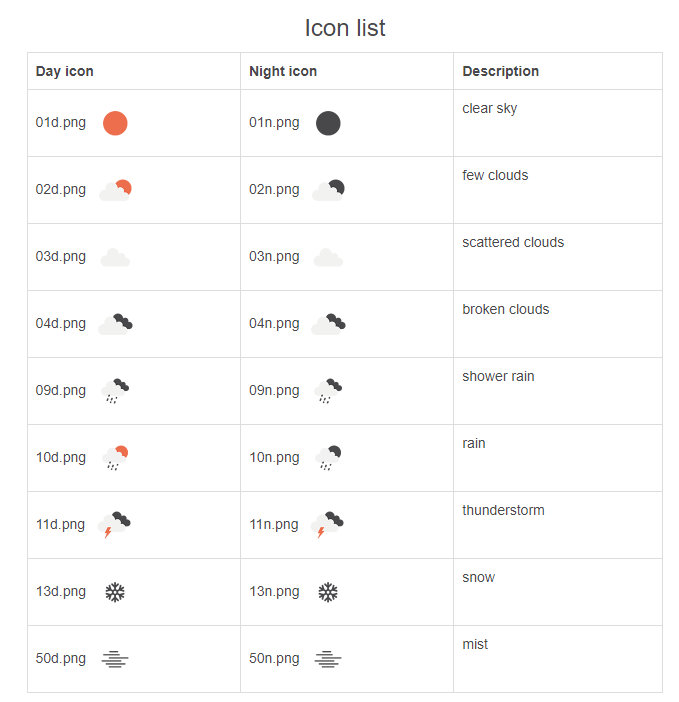 Icon list
Day icon Night icon Description
01d.png 01n.png clear sky
02d.png 02n.png few clouds
03d.png 03n.png scattered clouds
04d.png 04n.png broken clouds
09d.png 09n.png shower rain
10d.png 10n.png rain
11d.png 11n.png thunderstorm
13d.png 13n.png snow
50d.png 50n.png mist